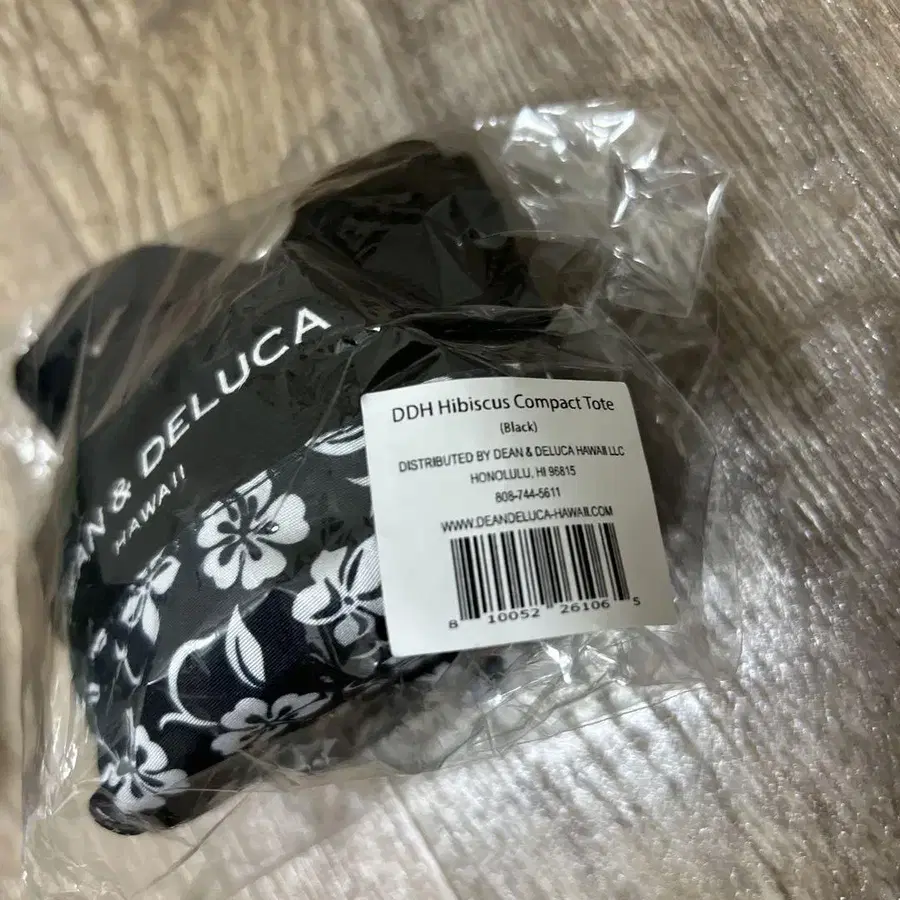 & DELUCA
HAWAII
DDH Hibiscus Compact Tote
(Black)
DISTRIBUTED BY DEAN & DELUCA HAWAII LLC
HONOLULU, HI 96815
808-744-5611
WWW.DEANDELUCA-HAWAII.COM
8 10052 26106 5